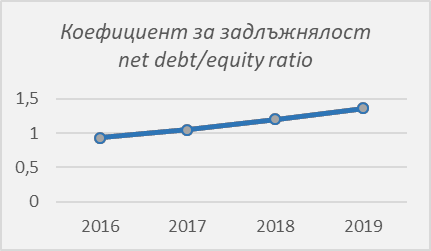 Коефициент за задлъжнялост
net debt/equity ratio
1,5
1
0,5
0
2016 2017 2018 2019